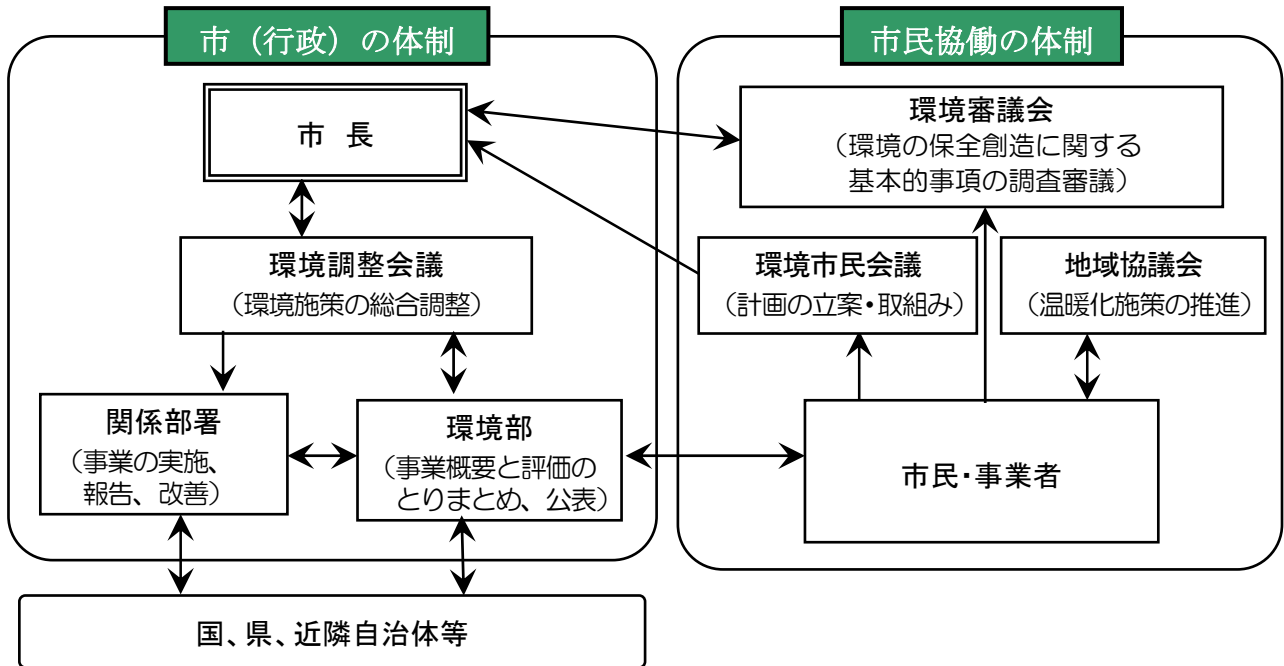 市（行政）の体制
市 長
環境調整会議
（環境施策の総合調整）
関係部署
（事業の実施、
報告、改善）
環境部
（事業概要と評価の
とりまとめ、公表）
国、県、近隣自治体等
市民協働の体制
環境審議会
（環境の保全創造に関する
基本的事項の調査審議）
環境市民会議
（計画の立案・取組み）
地域協議会
（温暖化施策の推進）
市民・事業者